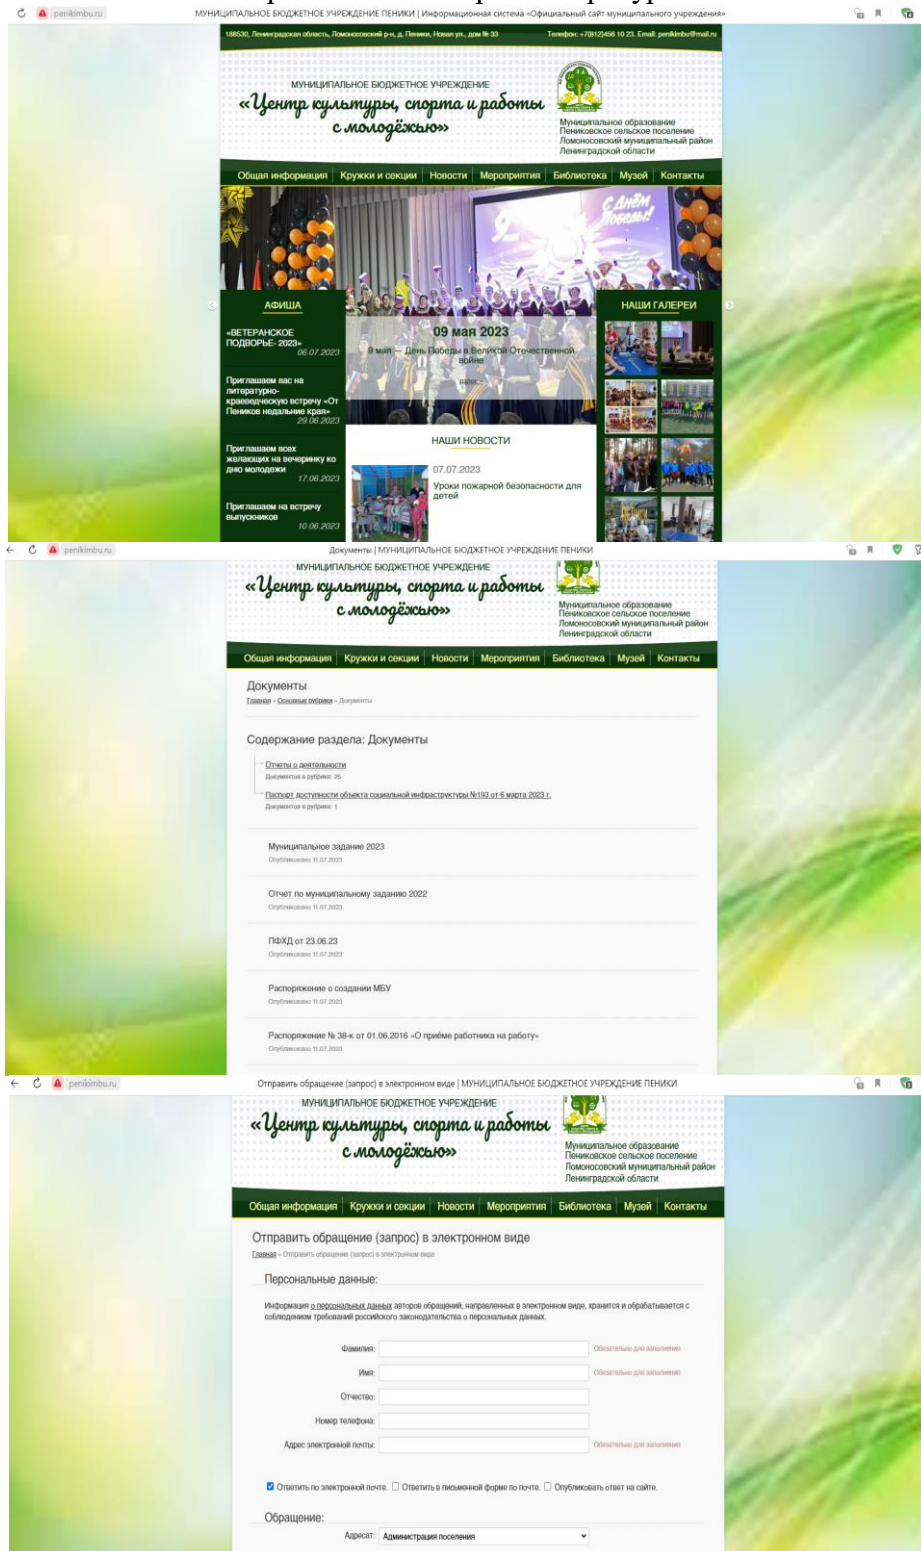 penikimbu.ru
МУНИЦИПАЛЬНОЕ БЮДЖЕТНОЕ УЧРЕЖДЕНИЕ ПЕНИКИ | Информационная система «Официальный сайт муниципального учреждения»
188530, Ленинградская область, Ломоносовский р-н, д. Пеники, Новая ул., дом № 33
Телефон: +7(812)456 10 23. Email: penikimbu@mail.ru
МУНИЦИПАЛЬНОЕ БЮДЖЕТНОЕ УЧРЕЖДЕНИЕ
«Центр культуры, спорта и работы
с молодёжью»
Муниципальное образование
Пениковское сельское поселение
Ломоносовский муниципальный район
Ленинградской области
Общая информация Кружки и секции Новости Мероприятия Библиотека Музей Контакты
С Днём
Победы!
АФИША
«ВЕТЕРАНСКОЕ
ПОДВОРЬЕ- 2023»
06.07.2023
Приглашаем вас на
литературно-
краеведческую встречу «От
Пеников недальние края»
29.06.2023
Приглашаем всех
желающих на вечеринку ко
дню молодежи
17.06.2023
Приглашаем на встречу
выпускников
10.06.2023
09 мая 2023
9 мая — День Победы в Великой Отечественной
войне
НАШИ НОВОСТИ
07.07.2023
Уроки пожарной безопасности для
детей
НАШИ ГАЛЕРЕИ
penikimbu.ru
Документы | МУНИЦИПАЛЬНОЕ БЮДЖЕТНОЕ УЧРЕЖДЕНИЕ ПЕНИКИ
МУНИЦИПАЛЬНОЕ БЮДЖЕТНОЕ УЧРЕЖДЕНИЕ
«Центр культуры, спорта и работы
с молодёжью»
Муниципальное образование
Пениковское сельское поселение
Ломоносовский муниципальный район
Ленинградской области
Общая информация Кружки и секции Новости Мероприятия Библиотека Музей Контакты
Документы
Главная » Основные рубрики » Документы
Содержание раздела: Документы
Отчеты о деятельности
Документов в рубрике: 25
Паспорт доступности объекта социальной инфраструктуры №193 от 6 марта 2023 г.
Документов в рубрике: 1
Муниципальное задание 2023
Опубликовано 11.07.2023
Отчет по муниципальному заданию 2022
Опубликовано 11.07.2023
ПФХД от 23.06.23
Опубликовано 11.07.2023
Распоряжение о создании МБУ
Опубликовано 11.07.2023
Распоряжение № 38-к от 01.06.2016 «О приёме работника на работу»
Опубликовано 11.07.2023
penikimbu.ru
Отправить обращение (запрос) в электронном виде | МУНИЦИПАЛЬНОЕ БЮДЖЕТНОЕ УЧРЕЖДЕНИЕ ПЕНИКИ
МУНИЦИПАЛЬНОЕ БЮДЖЕТНОЕ УЧРЕЖДЕНИЕ
«Центр культуры, спорта и работы
с молодёжью»
Муниципальное образование
Пениковское сельское поселение
Ломоносовский муниципальный район
Ленинградской области
Общая информация Кружки и секции Новости Мероприятия Библиотека Музей Контакты
Отправить обращение (запрос) в электронном виде
Главная » Отправить обращение (запрос) в электронном виде
Персональные данные:
Информация о персональных данных авторов обращений, направленных в электронном виде, хранится и обрабатывается с
соблюдением требований российского законодательства о персональных данных.
Фамилия: Обязательно для заполнения
Имя: Обязательно для заполнения
Отчество:
Номер телефона:
Адрес электронной почты: Обязательно для заполнения
Ответить по электронной почте. Ответить в письменной форме по почте. Опубликовать ответ на сайте.
Обращение:
Адресат: Администрация поселения